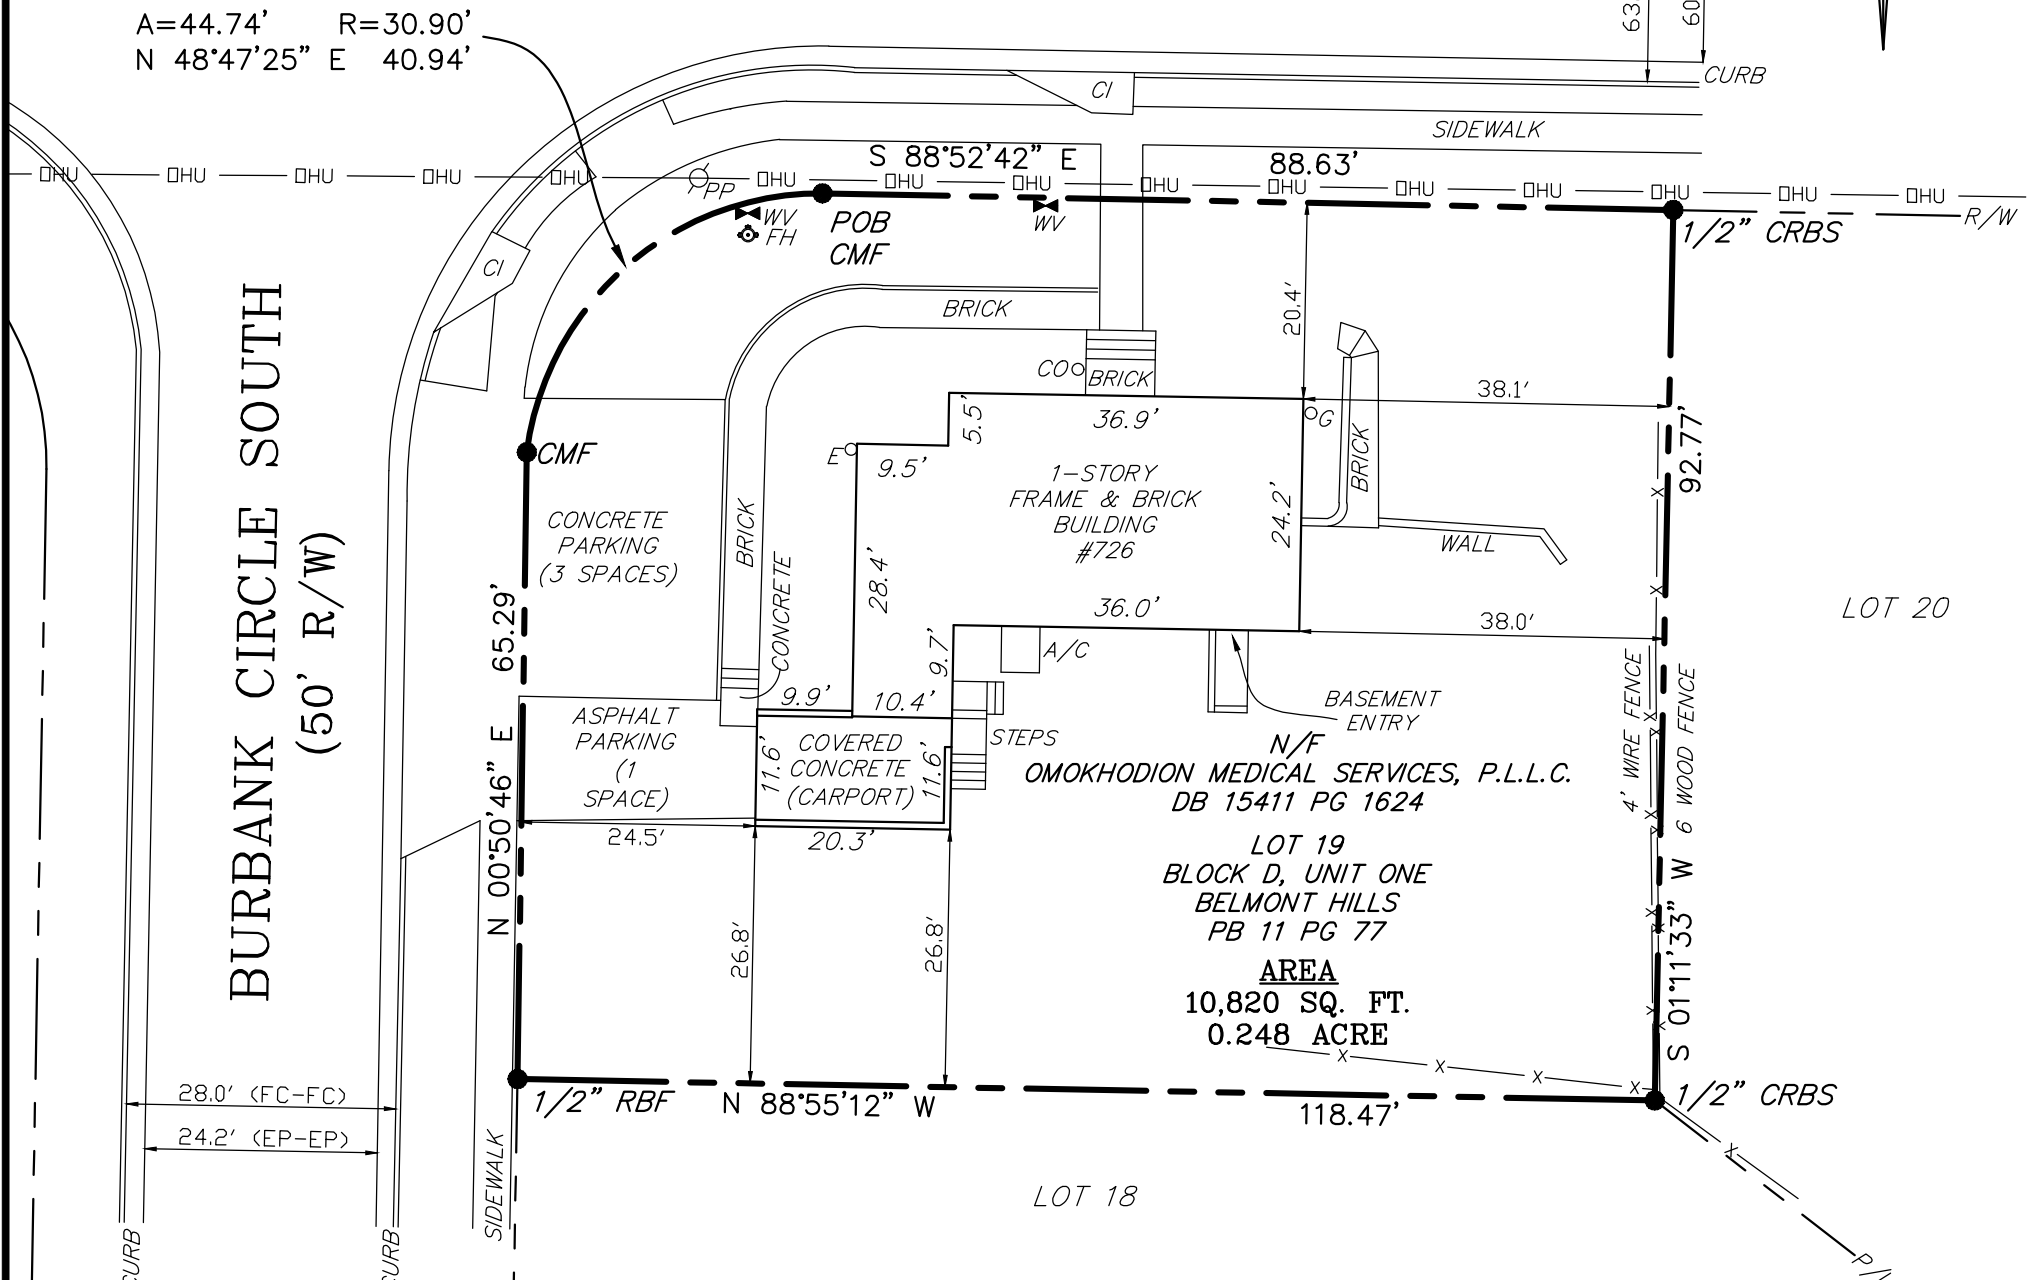 A=44.74' R=30.90'
N 48°47'25" E 40.94'
63
60
CURB
CI
SIDEWALK
S 88°52'42" E 88.63'
OHU OHU OHU OHU OHU OHU OHU OHU OHU OHU OHU OHU OHU OHU OHU
PP
WV
FH
WV
POB
CMF
1/2" CRBS
R/W
CI
BRICK
20.4'
CO
BRICK
38.1'
G
5.5'
36.9'
CMF
E
9.5'
1-STORY
FRAME & BRICK
BUILDING
#726
24.2'
BRICK
92.77'
X
CONCRETE
PARKING
(3 SPACES)
BRICK
CONCRETE
28.4'
WALL
X
BURBANK CIRCLE SOUTH
(50' R/W)
36.0'
38.0'
LOT 20
N 00°50'46" E 65.29'
9.7'
A/C
4' WIRE FENCE
6 WOOD FENCE
9.9'
10.4'
BASEMENT
ENTRY
ASPHALT
PARKING
(1
SPACE)
11.6'
COVERED
CONCRETE
(CARPORT)
11.6'
STEPS
X
X
N/F
OMOKHODION MEDICAL SERVICES, P.L.L.C.
DB 15411 PG 1624
X
X
24.5'
20.3'
LOT 19
BLOCK D, UNIT ONE
BELMONT HILLS
PB 11 PG 77
X
X
26.8'
26.8'
AREA
10,820 SQ. FT.
0.248 ACRE
X
X
S 01°11'33" W
X X X X
28.0' (FC-FC)
24.2' (EP-EP)
1/2" RBF
N 88°55'12" W 118.47'
1/2" CRBS
X
SIDEWALK
LOT 18
CURB
CURB
P/